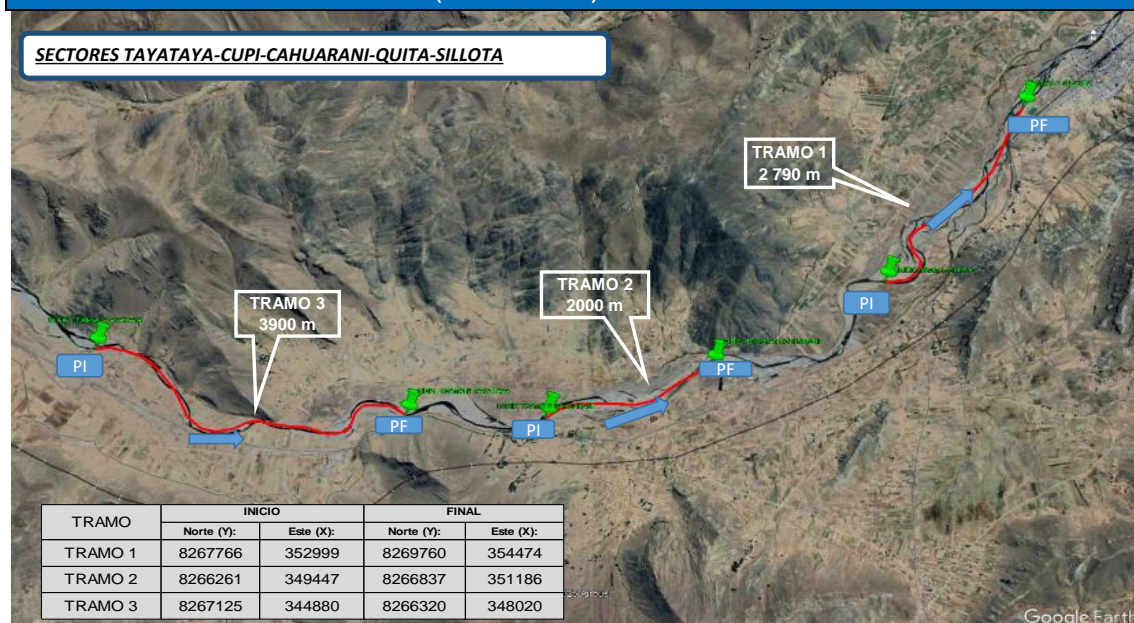 SECTORES TAYATAYA-CUPI-CAHUARANI-QUITA-SILLOTA
PF
TRAMO 1
2 790 m
TRAMO 2
2000 m
PI
TRAMO 3
3900 m
PI
PF
PF
PI
TRAMO INICIO FINAL
Norte (Y): Este (X): Norte (Y): Este (X):
TRAMO 1 8267766 352999 8269760 354474
TRAMO 2 8266261 349447 8266837 351186
TRAMO 3 8267125 344880 8266320 348020
Google Earth